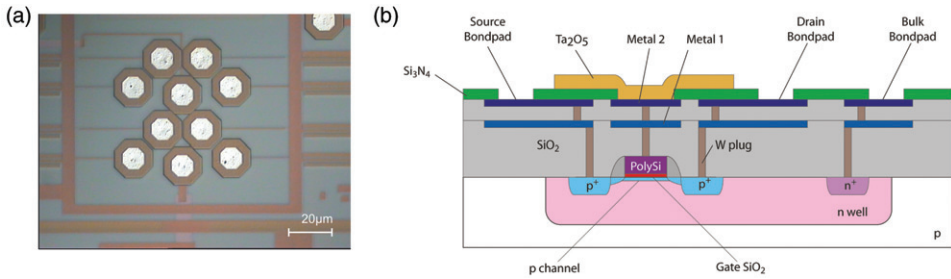 (a)
20μm
(b)
Source
Bondpad
Ta₂O₅
Metal 2
Metal 1
Drain
Bondpad
Bulk
Bondpad
Si₃N₄
SiO₂
W plug
PolySi
p⁺
p⁺
n⁺
n well
p
p channel
Gate SiO₂